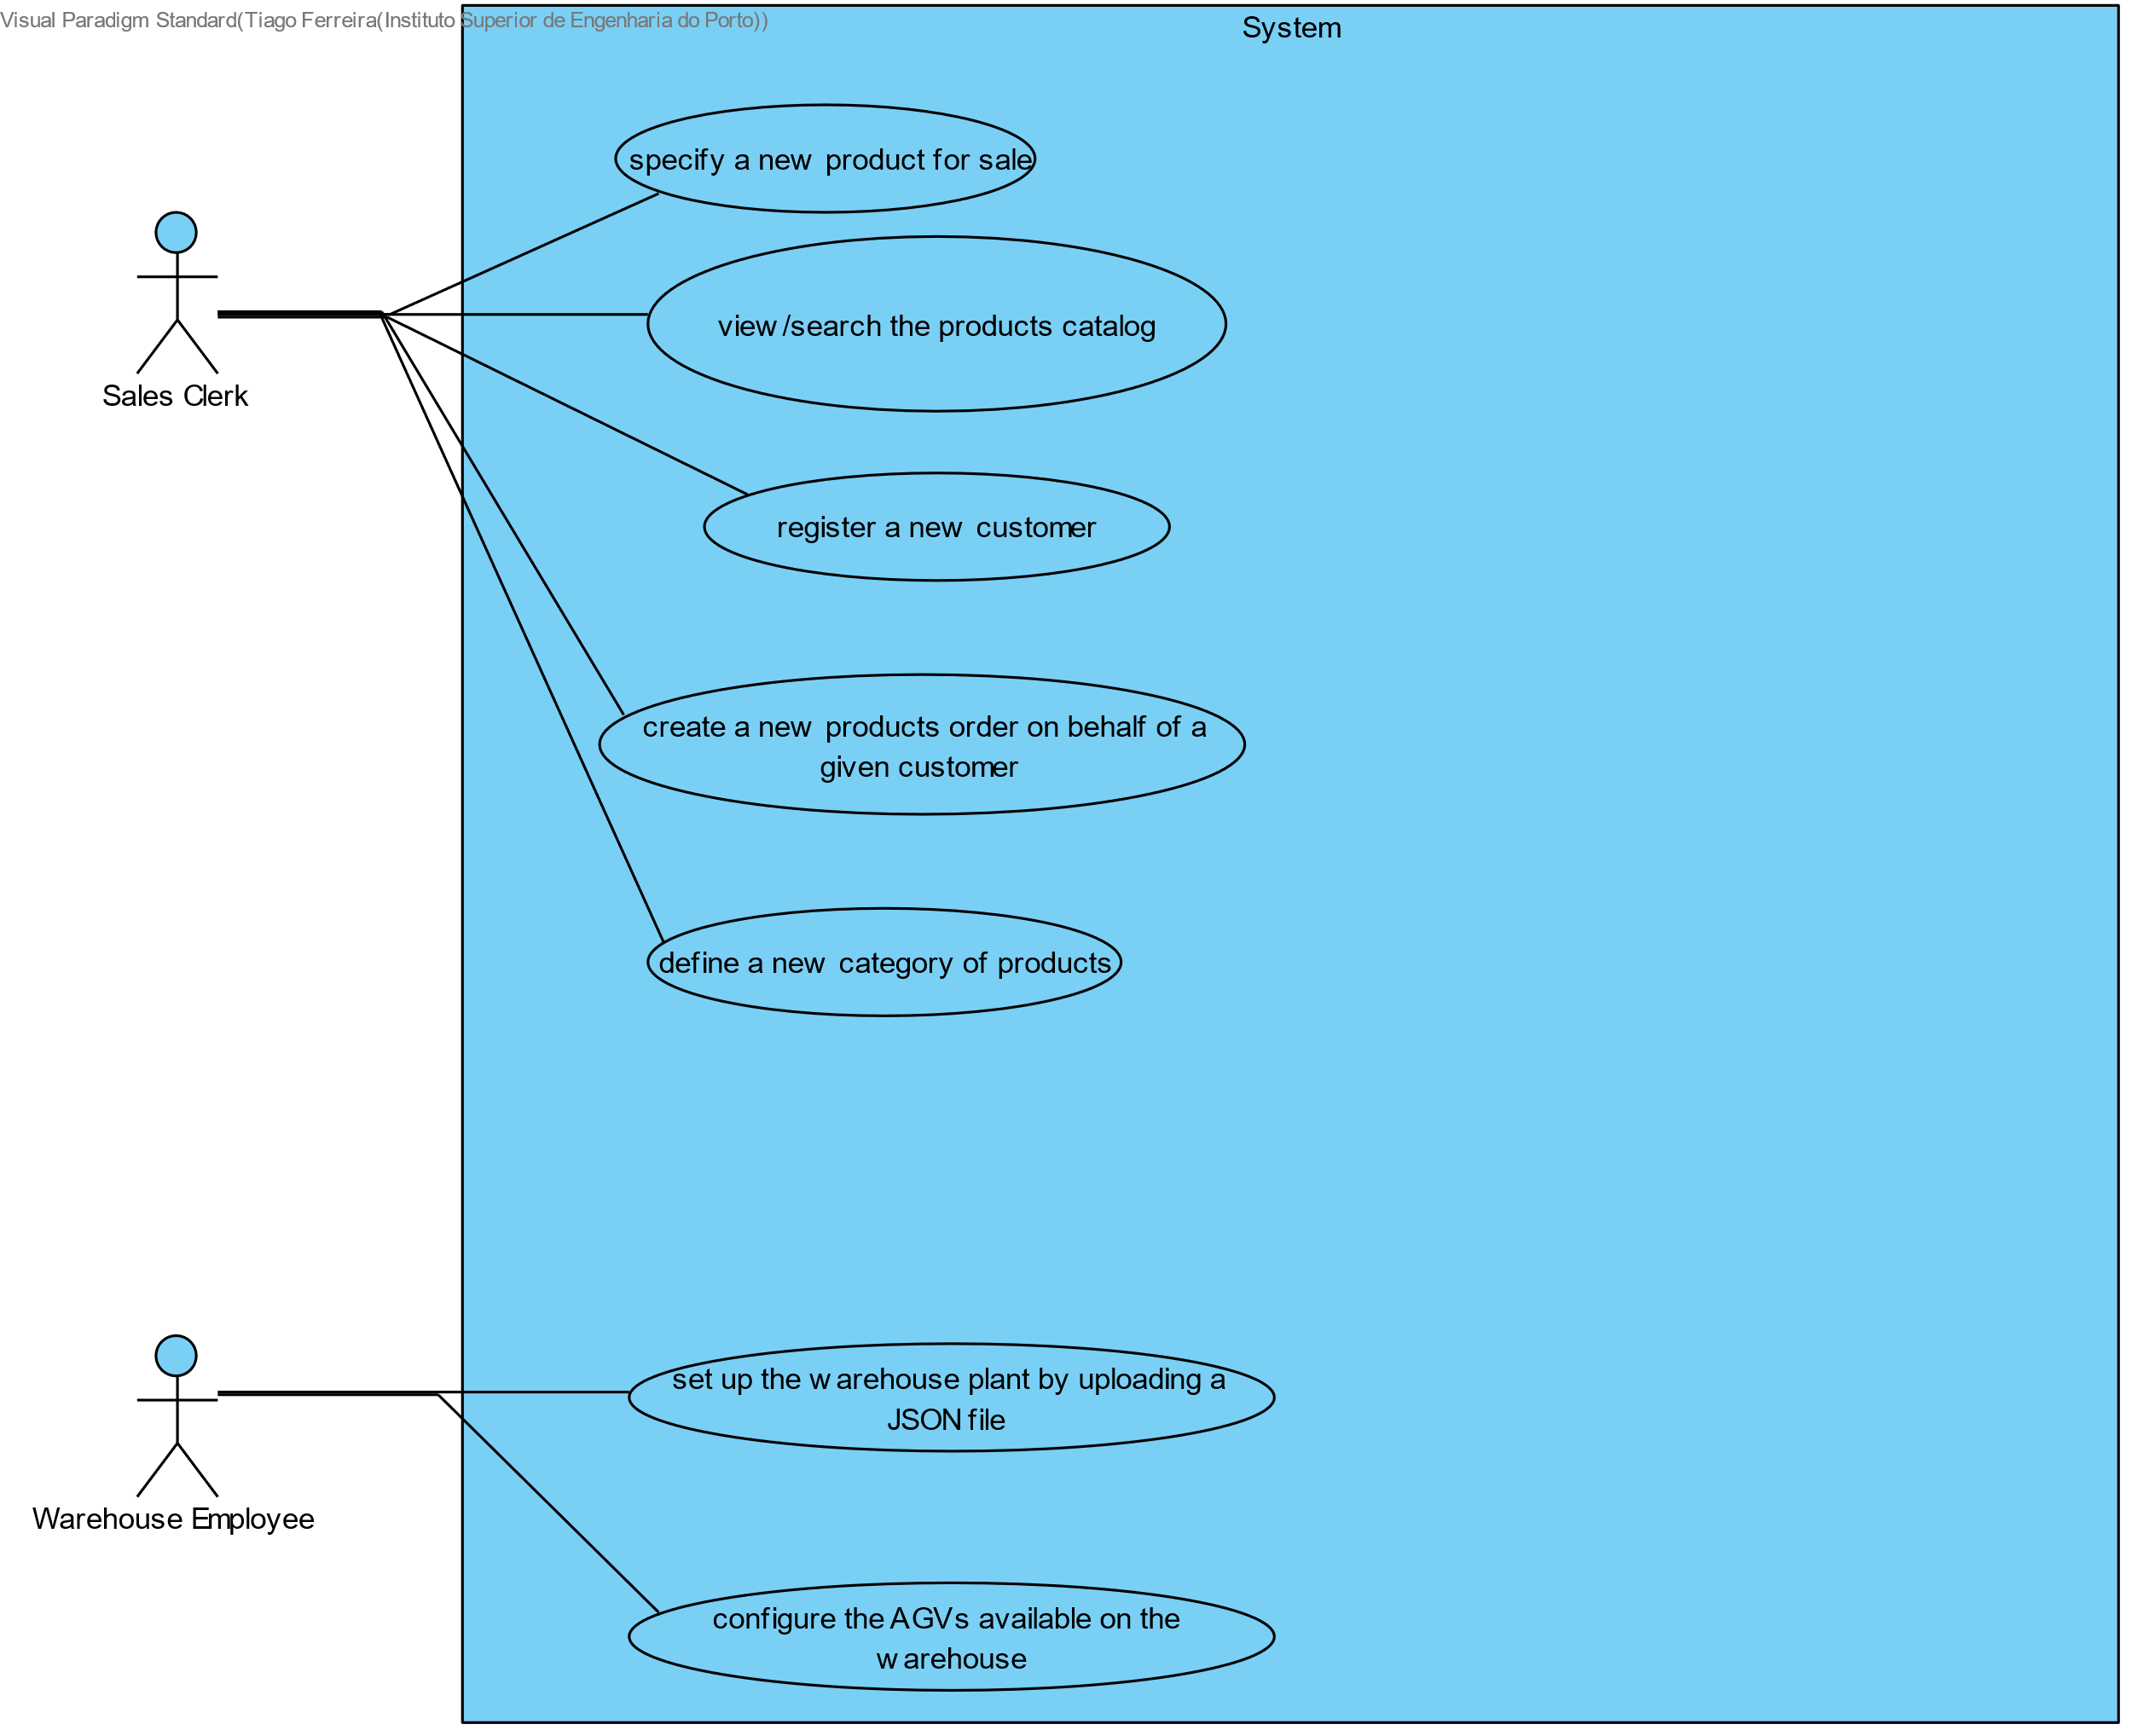 Visual Paradigm Standard(Tiago Ferreira(Instituto Superior de Engenharia do Porto))
System
specify a new product for sale
view/search the products catalog
Sales Clerk
register a new customer
create a new products order on behalf of a
given customer
define a new category of products
set up the warehouse plant by uploading a
JSON file
Warehouse Employee
configure the AGVs available on the
warehouse